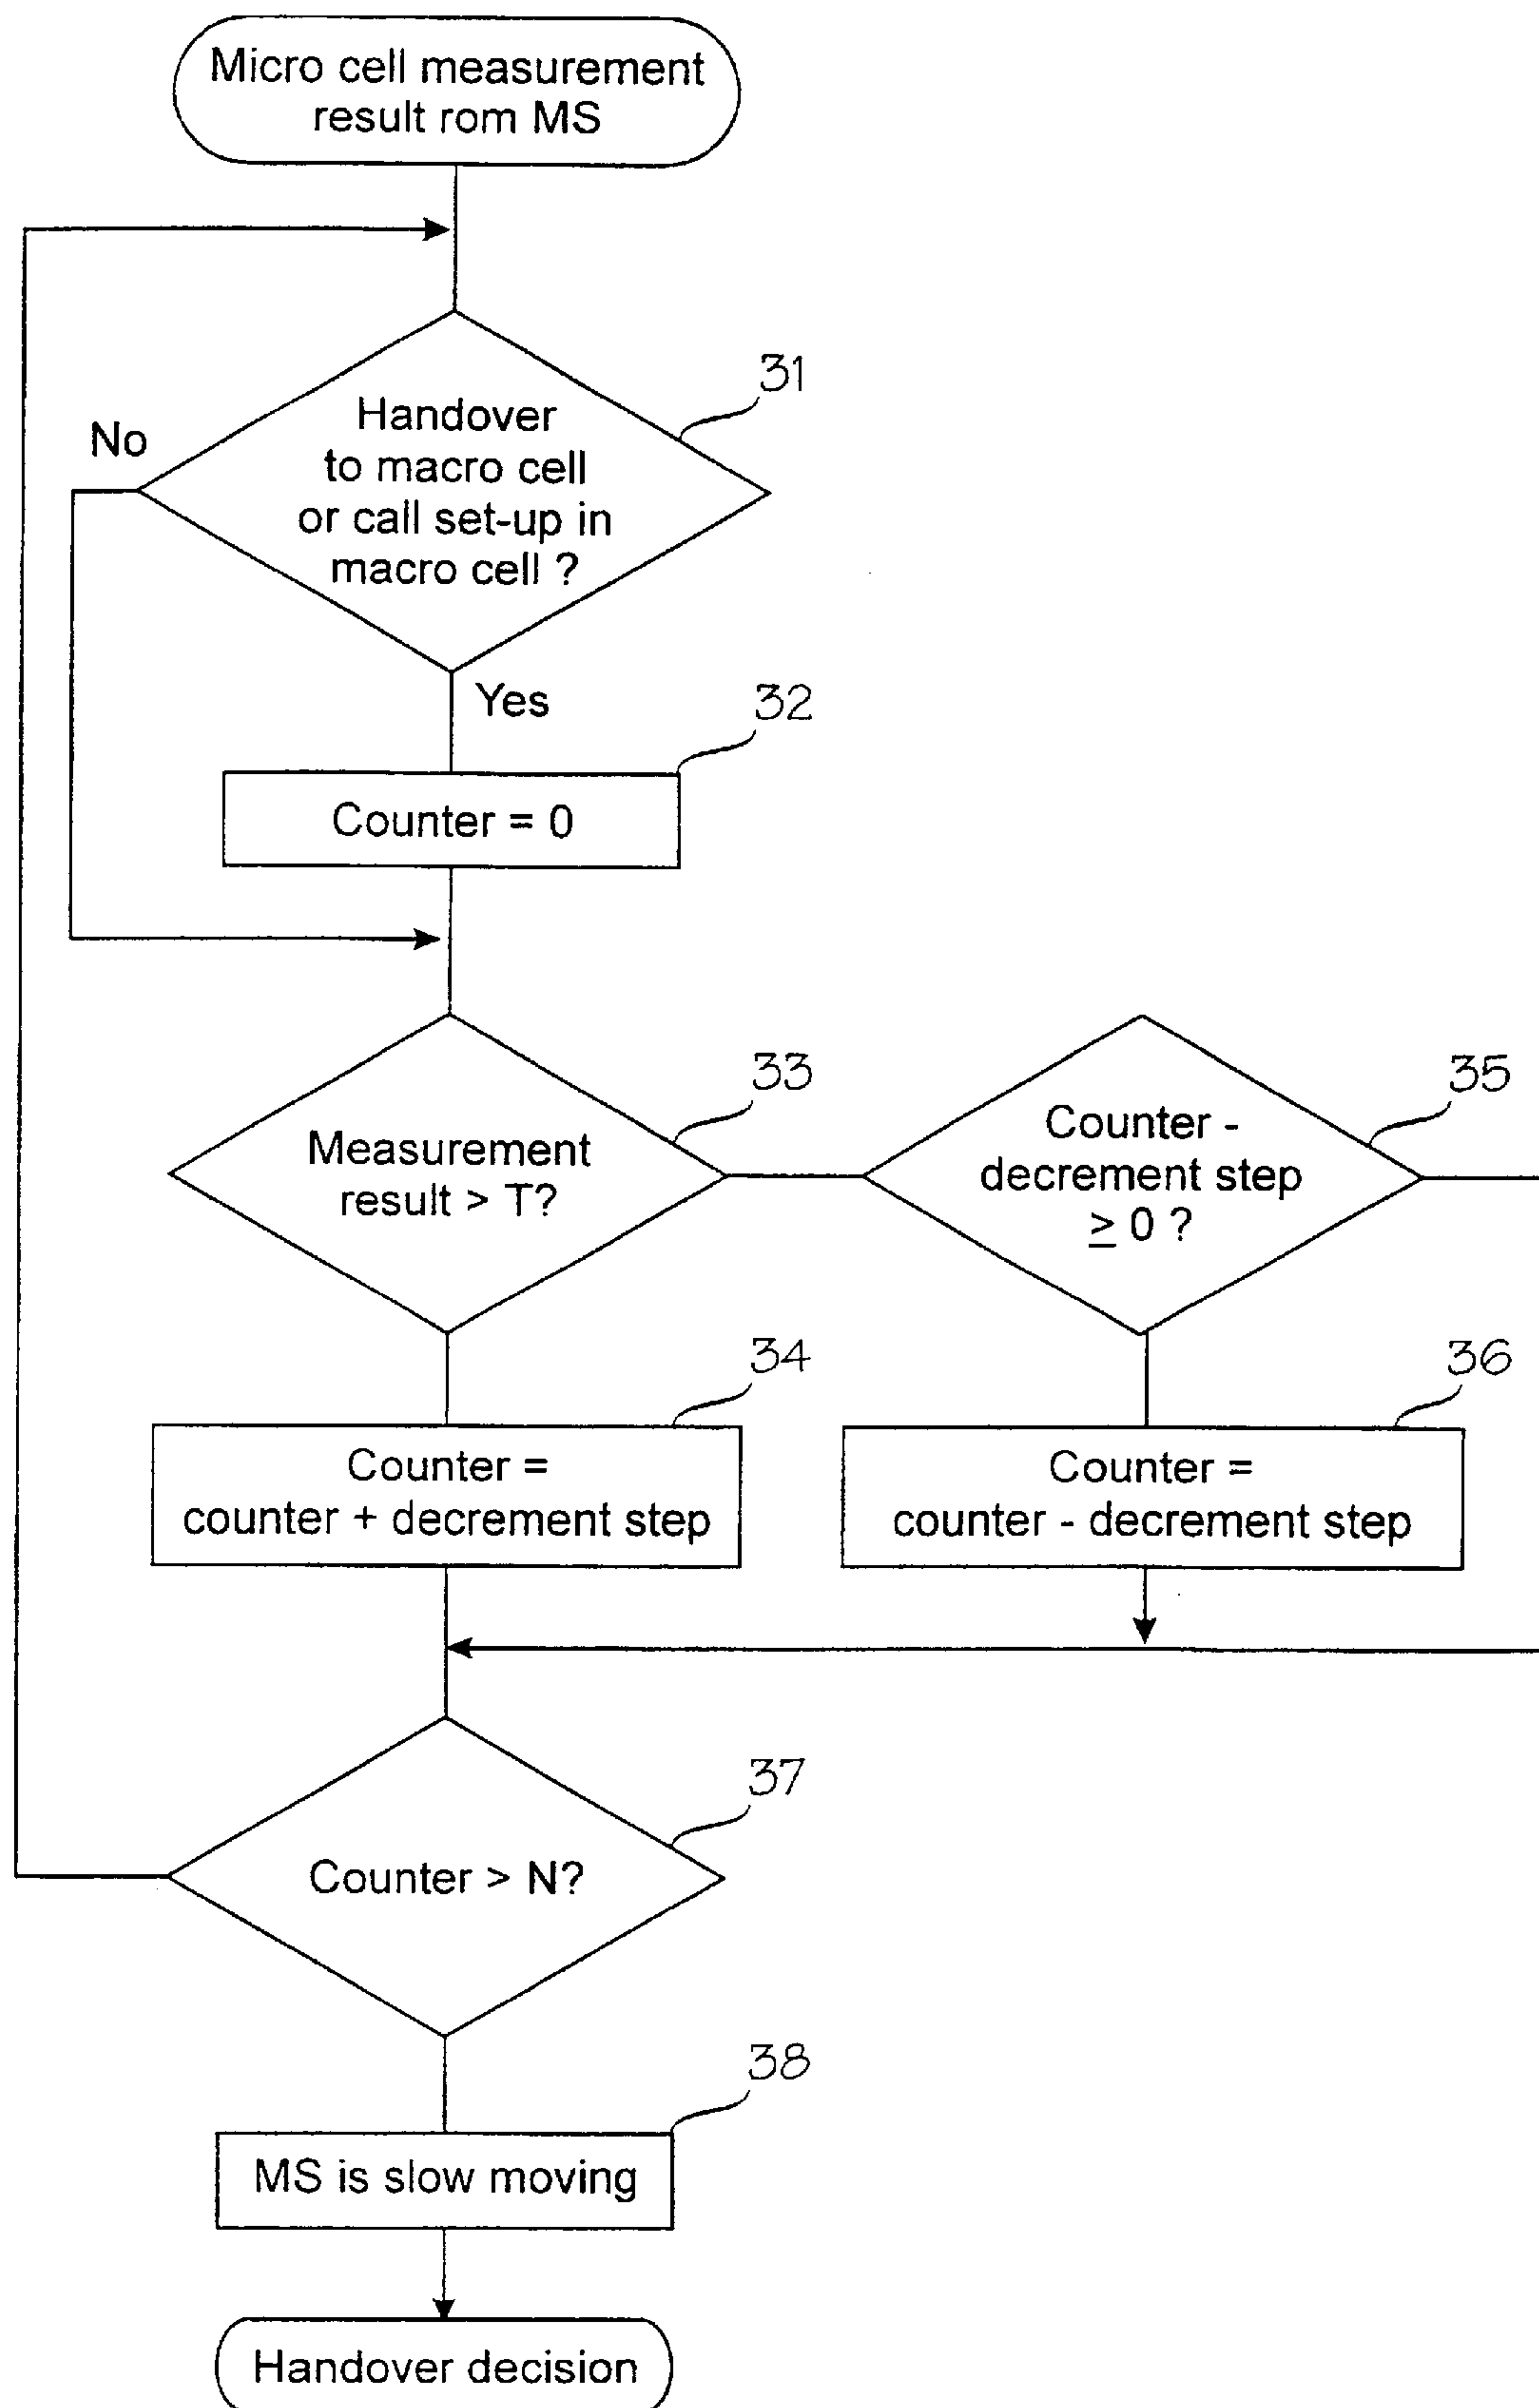 Micro cell measurement
result rom MS
31
No
Handover
to macro cell
or call set-up in
macro cell ?
Yes
32
Counter = 0
33
Measurement
result > T?
35
Counter -
decrement step
≥ 0 ?
34
Counter =
counter + decrement step
36
Counter =
counter - decrement step
37
Counter > N?
38
MS is slow moving
Handover decision